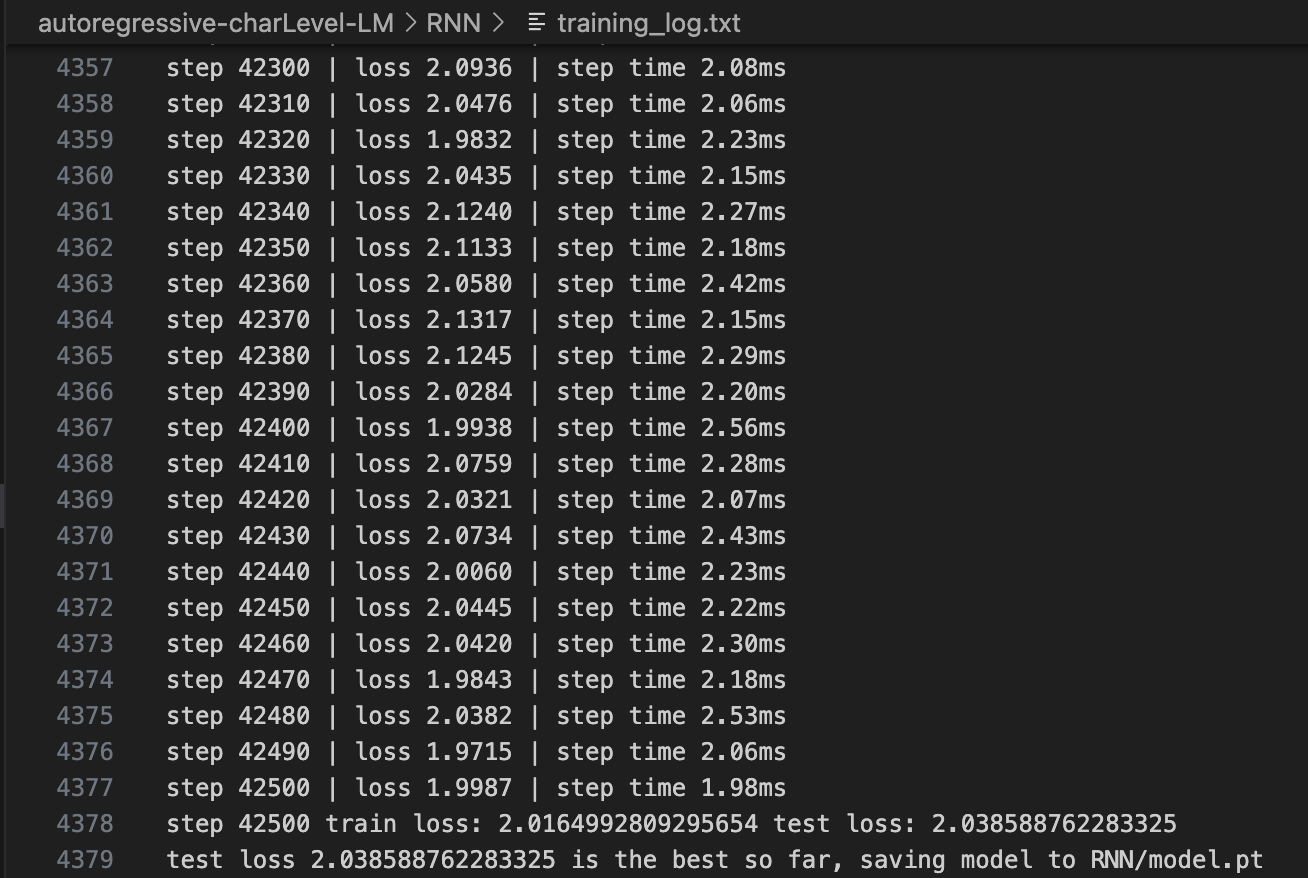 autoregressive-charLevel-LM > RNN > training_log.txt
4357 step 42300 | loss 2.0936 | step time 2.08ms
4358 step 42310 | loss 2.0476 | step time 2.06ms
4359 step 42320 | loss 1.9832 | step time 2.23ms
4360 step 42330 | loss 2.0435 | step time 2.15ms
4361 step 42340 | loss 2.1240 | step time 2.27ms
4362 step 42350 | loss 2.1133 | step time 2.18ms
4363 step 42360 | loss 2.0580 | step time 2.42ms
4364 step 42370 | loss 2.1317 | step time 2.15ms
4365 step 42380 | loss 2.1245 | step time 2.29ms
4366 step 42390 | loss 2.0284 | step time 2.20ms
4367 step 42400 | loss 1.9938 | step time 2.56ms
4368 step 42410 | loss 2.0759 | step time 2.28ms
4369 step 42420 | loss 2.0321 | step time 2.07ms
4370 step 42430 | loss 2.0734 | step time 2.43ms
4371 step 42440 | loss 2.0060 | step time 2.23ms
4372 step 42450 | loss 2.0445 | step time 2.22ms
4373 step 42460 | loss 2.0420 | step time 2.30ms
4374 step 42470 | loss 1.9843 | step time 2.18ms
4375 step 42480 | loss 2.0382 | step time 2.53ms
4376 step 42490 | loss 1.9715 | step time 2.06ms
4377 step 42500 | loss 1.9987 | step time 1.98ms
4378 step 42500 train loss: 2.0164992809295654 test loss: 2.038588762283325
4379 test loss 2.038588762283325 is the best so far, saving model to RNN/model.pt